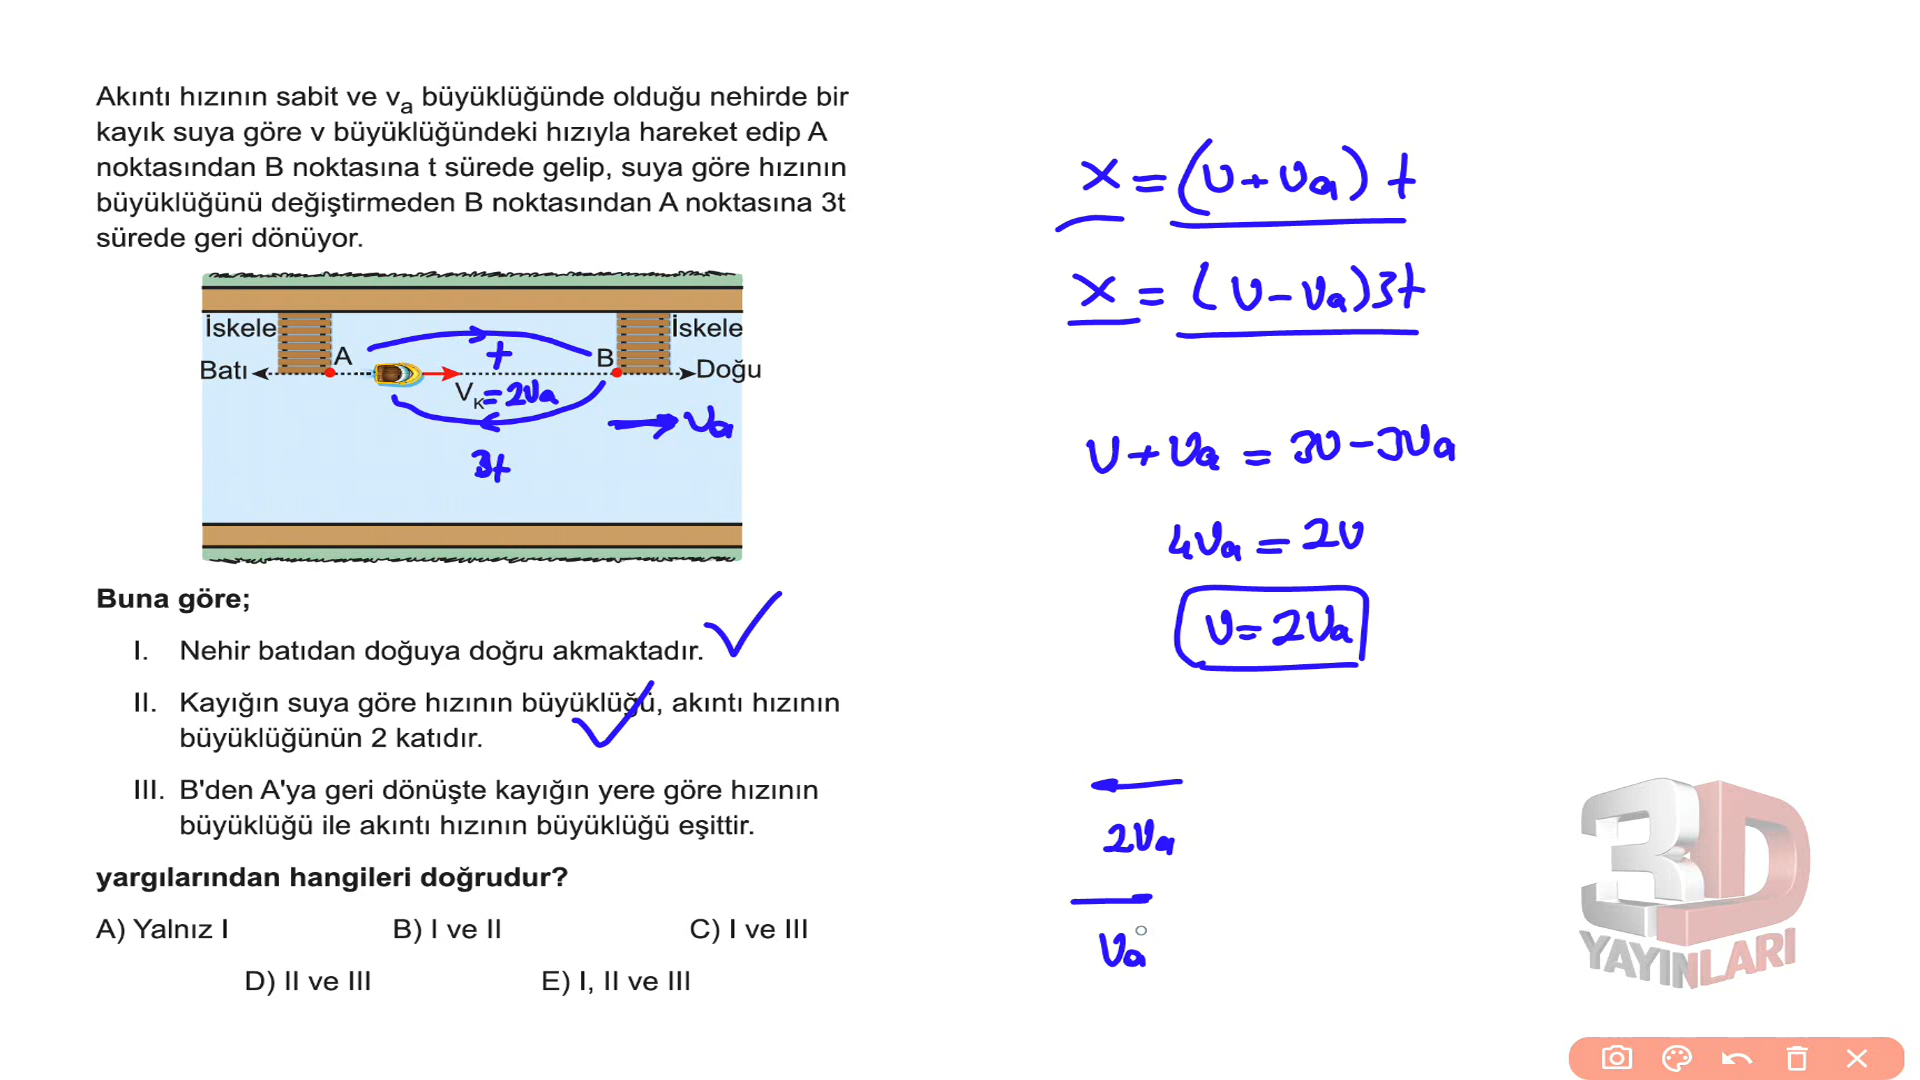 Akıntı hızının sabit ve va büyüklüğünde olduğu nehirde bir
kayık suya göre v büyüklüğündeki hızıyla hareket edip A
noktasından B noktasına t sürede gelip, suya göre hızının
büyüklüğünü değiştirmeden B noktasından A noktasına 3t
sürede geri dönüyor.
İskele
İskele
A
t
B
Batı
Doğu
VK = 2Va
Va
3t
Buna göre;
I. Nehir batıdan doğuya doğru akmaktadır.
II. Kayığın suya göre hızının büyüklüğü, akıntı hızının
büyüklüğünün 2 katıdır.
III. B'den A'ya geri dönüşte kayığın yere göre hızının
büyüklüğü ile akıntı hızının büyüklüğü eşittir.
yargılarından hangileri doğrudur?
A) Yalnız I B) I ve II C) I ve III
D) II ve III E) I, II ve III
x = (v + va) t
x = (v - va) 3t
v + va = 3v - 3va
4va = 2v
v = 2va
2va
va
3D
YAYINLARI